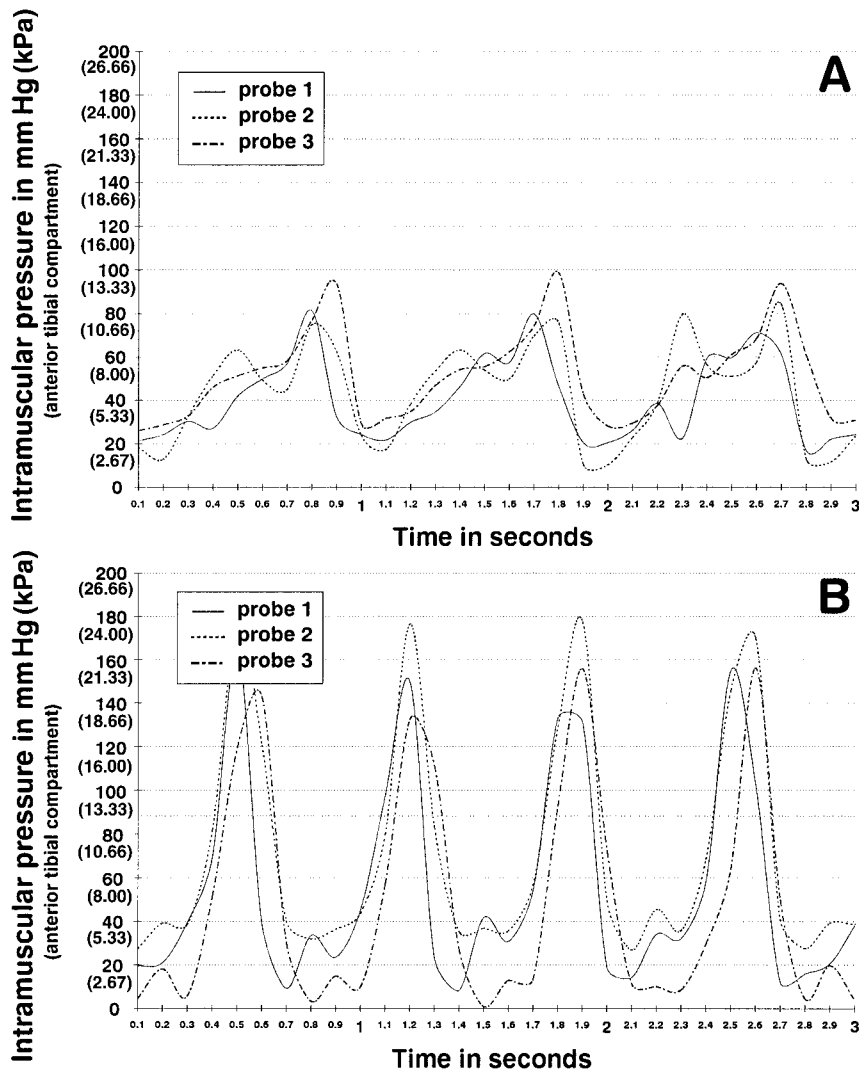 A
Intramuscular pressure in mm Hg (kPa)
(anterior tibial compartment)
200
(26.66)
180
(24.00)
160
(21.33)
140
(18.66)
120
(16.00)
100
(13.33)
80
(10.66)
60
(8.00)
40
(5.33)
20
(2.67)
0
probe 1
probe 2
probe 3
0.1 0.2 0.3 0.4 0.5 0.6 0.7 0.8 0.9 1 1.1 1.2 1.3 1.4 1.5 1.6 1.7 1.8 1.9 2 2.1 2.2 2.3 2.4 2.5 2.6 2.7 2.8 2.9 3
Time in seconds
B
Intramuscular pressure in mm Hg (kPa)
(anterior tibial compartment)
200
(26.66)
180
(24.00)
160
(21.33)
140
(18.66)
120
(16.00)
100
(13.33)
80
(10.66)
60
(8.00)
40
(5.33)
20
(2.67)
0
probe 1
probe 2
probe 3
0.1 0.2 0.3 0.4 0.5 0.6 0.7 0.8 0.9 1 1.1 1.2 1.3 1.4 1.5 1.6 1.7 1.8 1.9 2 2.1 2.2 2.3 2.4 2.5 2.6 2.7 2.8 2.9 3
Time in seconds